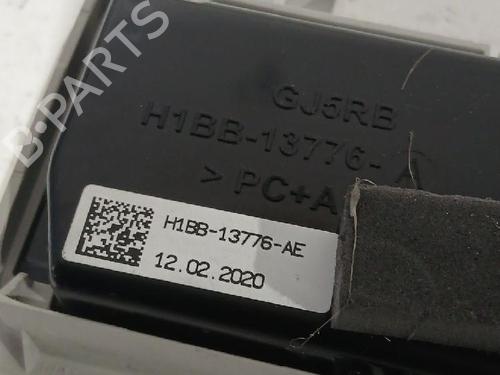 B-PARTS
GJ5RB
H1BB-13776-
> PC+A
H1BB-13776-AE
12.02.2020